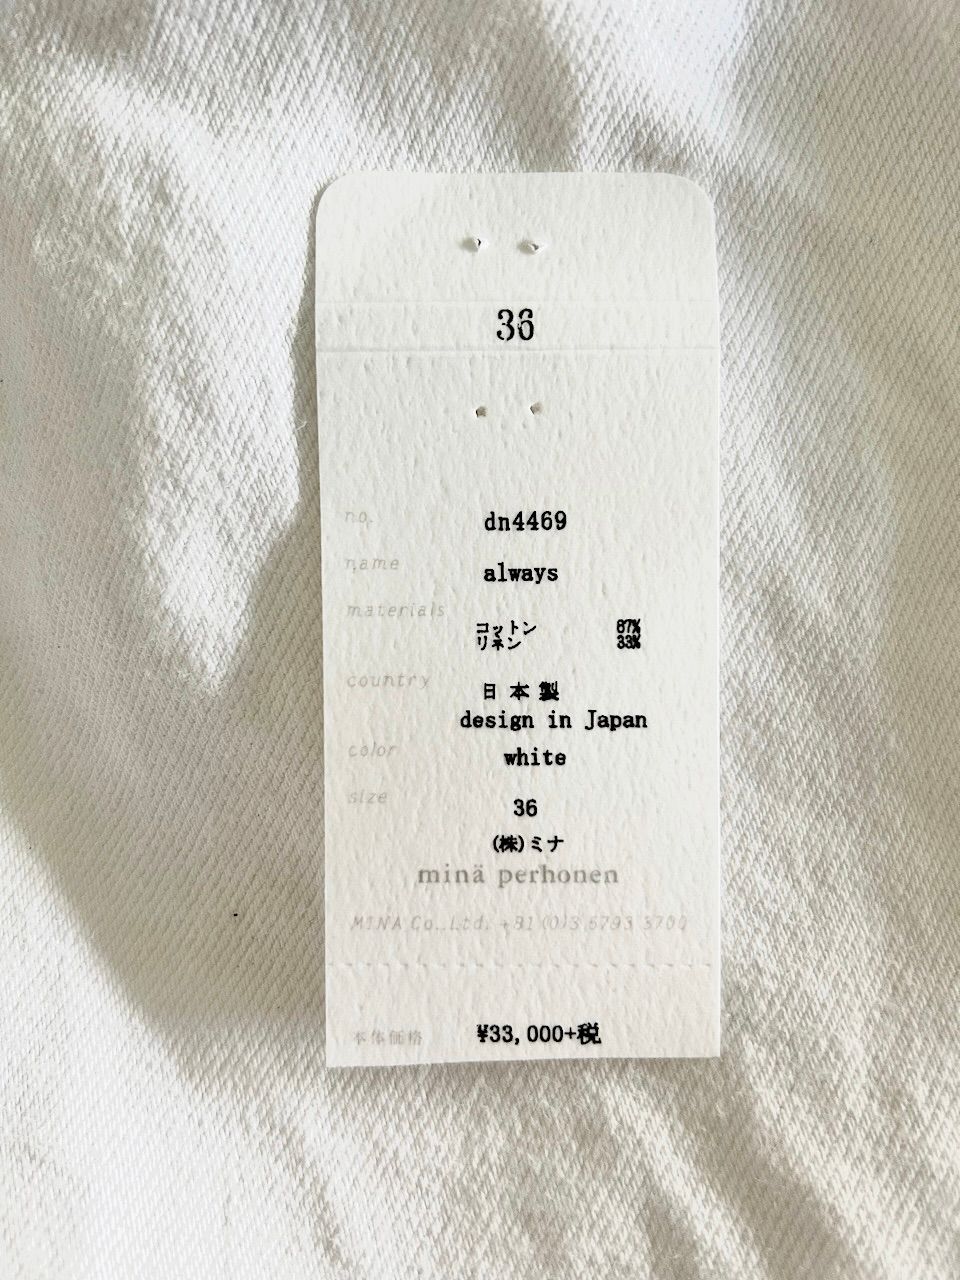 36
no. dn4469
name always
materials
コットン 67%
リネン 33%
country 日本製
design in Japan
color white
size 36
(株)ミナ
minä perhonen
MINA Co.,Ltd. +81(0)3 6793 3700
本体価格 ¥33,000+税